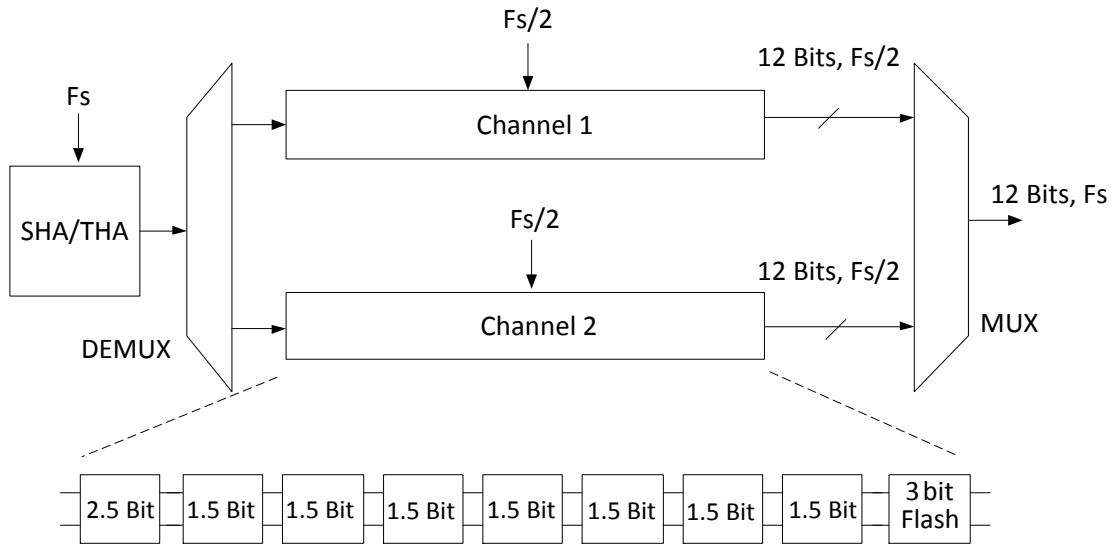 Fs/2
12 Bits, Fs/2
Fs
Channel 1
12 Bits, Fs
SHA/THA
Fs/2
12 Bits, Fs/2
Channel 2
MUX
DEMUX
2.5 Bit
1.5 Bit
1.5 Bit
1.5 Bit
1.5 Bit
1.5 Bit
1.5 Bit
1.5 Bit
3 bit
Flash